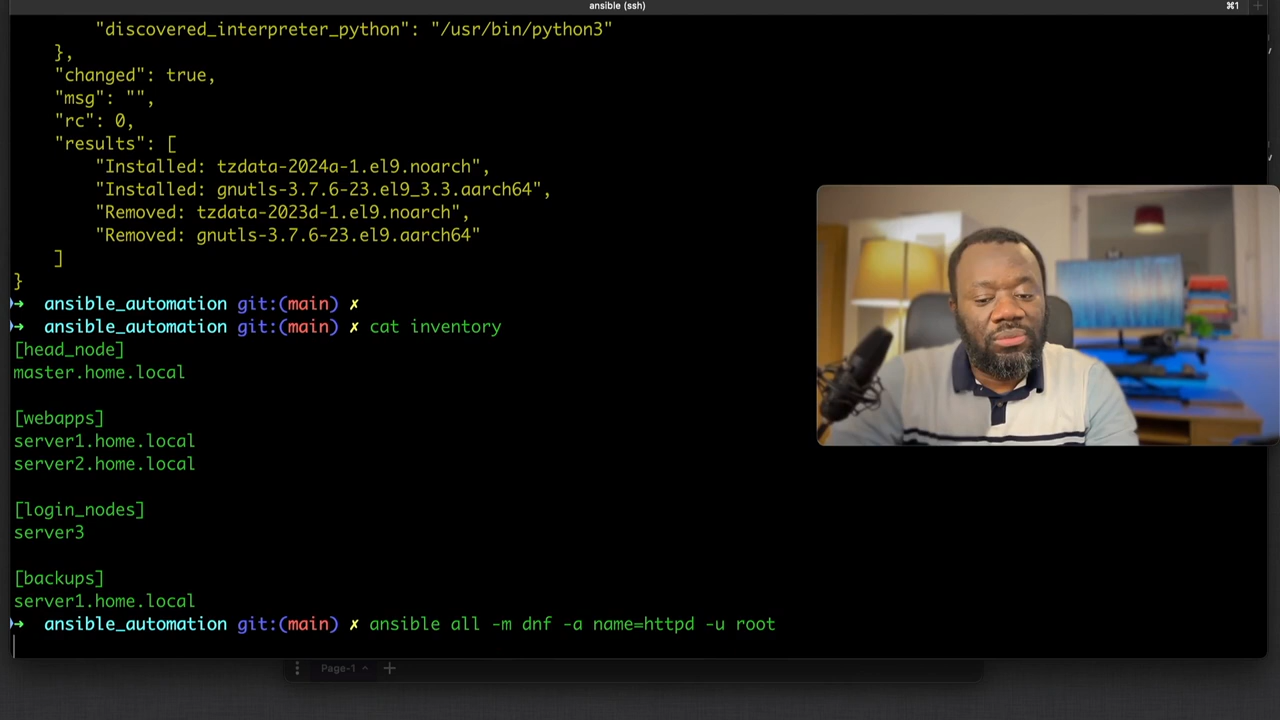 ansible (ssh)
⌘1
"discovered_interpreter_python": "/usr/bin/python3"
},
"changed": true,
"msg": "",
"rc": 0,
"results": [
"Installed: tzdata-2024a-1.el9.noarch",
"Installed: gnutls-3.7.6-23.el9_3.3.aarch64",
"Removed: tzdata-2023d-1.el9.noarch",
"Removed: gnutls-3.7.6-23.el9.aarch64"
]
}
➜ ansible_automation git:(main) ✗
➜ ansible_automation git:(main) ✗ cat inventory
[head_node]
master.home.local
[webapps]
server1.home.local
server2.home.local
[login_nodes]
server3
[backups]
server1.home.local
➜ ansible_automation git:(main) ✗ ansible all -m dnf -a name=httpd -u root
Page-1